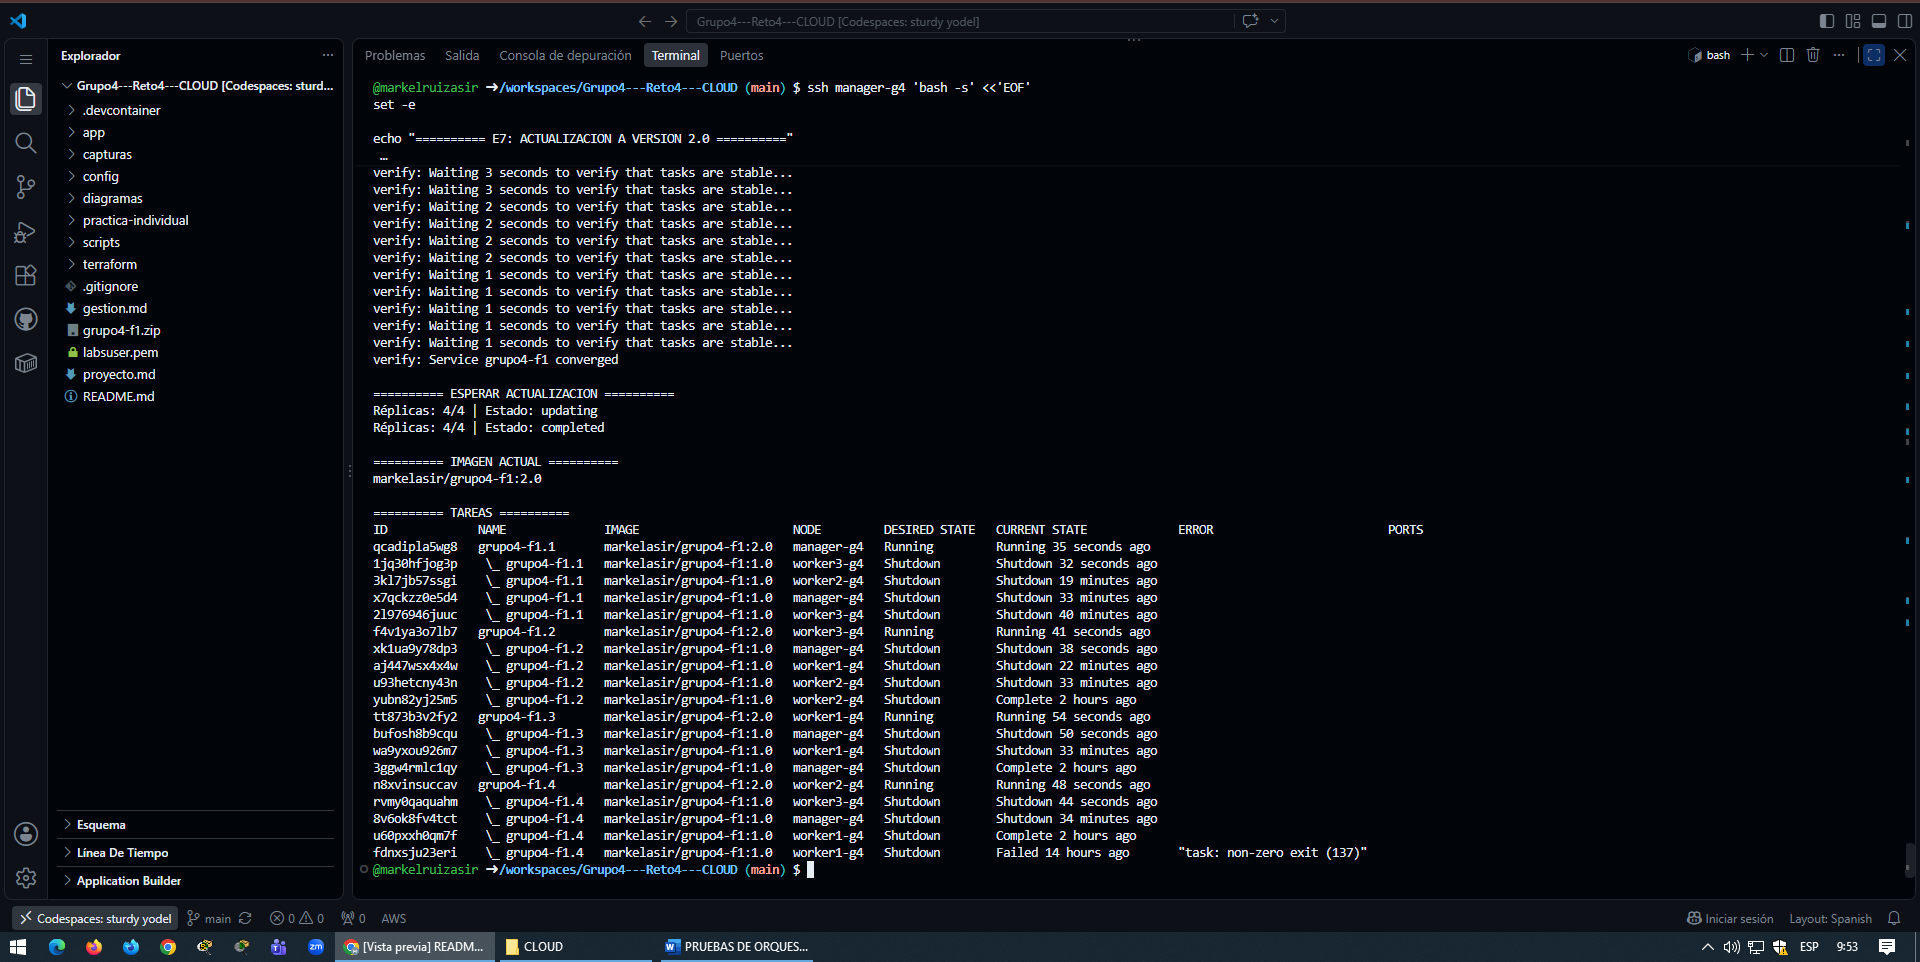 Grupo4---Reto4---CLOUD [Codespaces: sturdy yodel]
Explorador
Problemas Salida Consola de depuración Terminal Puertos
bash
Grupo4---Reto4---CLOUD [Codespaces: sturd...
.devcontainer
app
capturas
config
diagramas
practica-individual
scripts
terraform
.gitignore
gestion.md
grupo4-f1.zip
labsuser.pem
proyecto.md
README.md
Esquema
Línea De Tiempo
Application Builder
@markelruizasir ➜/workspaces/Grupo4---Reto4---CLOUD (main) $ ssh manager-g4 'bash -s' <<'EOF'
set -e
echo "========== E7: ACTUALIZACION A VERSION 2.0 =========="
…
verify: Waiting 3 seconds to verify that tasks are stable...
verify: Waiting 3 seconds to verify that tasks are stable...
verify: Waiting 2 seconds to verify that tasks are stable...
verify: Waiting 2 seconds to verify that tasks are stable...
verify: Waiting 2 seconds to verify that tasks are stable...
verify: Waiting 2 seconds to verify that tasks are stable...
verify: Waiting 1 seconds to verify that tasks are stable...
verify: Waiting 1 seconds to verify that tasks are stable...
verify: Waiting 1 seconds to verify that tasks are stable...
verify: Waiting 1 seconds to verify that tasks are stable...
verify: Waiting 1 seconds to verify that tasks are stable...
verify: Service grupo4-f1 converged
========== ESPERAR ACTUALIZACION ==========
Réplicas: 4/4 | Estado: updating
Réplicas: 4/4 | Estado: completed
========== IMAGEN ACTUAL ==========
markelasir/grupo4-f1:2.0
========== TAREAS ==========
ID NAME IMAGE NODE DESIRED STATE CURRENT STATE ERROR PORTS
qcadipla5wg8 grupo4-f1.1 markelasir/grupo4-f1:2.0 manager-g4 Running Running 35 seconds ago
1jq30hfjog3p \_ grupo4-f1.1 markelasir/grupo4-f1:1.0 worker3-g4 Shutdown Shutdown 32 seconds ago
3kl7jb57ssgi \_ grupo4-f1.1 markelasir/grupo4-f1:1.0 worker2-g4 Shutdown Shutdown 19 minutes ago
x7qckzz0e5d4 \_ grupo4-f1.1 markelasir/grupo4-f1:1.0 manager-g4 Shutdown Shutdown 33 minutes ago
2l976946juuc \_ grupo4-f1.1 markelasir/grupo4-f1:1.0 worker3-g4 Shutdown Shutdown 40 minutes ago
f4v1ya3o7lb7 grupo4-f1.2 markelasir/grupo4-f1:2.0 worker3-g4 Running Running 41 seconds ago
xk1ua9y78dp3 \_ grupo4-f1.2 markelasir/grupo4-f1:1.0 manager-g4 Shutdown Shutdown 38 seconds ago
aj447wsx4x4w \_ grupo4-f1.2 markelasir/grupo4-f1:1.0 worker1-g4 Shutdown Shutdown 22 minutes ago
u93hetcny43n \_ grupo4-f1.2 markelasir/grupo4-f1:1.0 worker2-g4 Shutdown Shutdown 33 minutes ago
yubn82yj25m5 \_ grupo4-f1.2 markelasir/grupo4-f1:1.0 worker2-g4 Shutdown Complete 2 hours ago
tt873b3v2fy2 grupo4-f1.3 markelasir/grupo4-f1:2.0 worker1-g4 Running Running 54 seconds ago
bufosh8b9cqu \_ grupo4-f1.3 markelasir/grupo4-f1:1.0 manager-g4 Shutdown Shutdown 50 seconds ago
wa9yxou926m7 \_ grupo4-f1.3 markelasir/grupo4-f1:1.0 worker1-g4 Shutdown Shutdown 33 minutes ago
3ggw4rmlc1qy \_ grupo4-f1.3 markelasir/grupo4-f1:1.0 manager-g4 Shutdown Complete 2 hours ago
n8xvinsuccav grupo4-f1.4 markelasir/grupo4-f1:2.0 worker2-g4 Running Running 48 seconds ago
rvmy0qaquahm \_ grupo4-f1.4 markelasir/grupo4-f1:1.0 worker3-g4 Shutdown Shutdown 44 seconds ago
8v6ok8fv4tct \_ grupo4-f1.4 markelasir/grupo4-f1:1.0 manager-g4 Shutdown Shutdown 34 minutes ago
u60pxxh0qm7f \_ grupo4-f1.4 markelasir/grupo4-f1:1.0 worker1-g4 Shutdown Complete 2 hours ago
fdnxsju23eri \_ grupo4-f1.4 markelasir/grupo4-f1:1.0 worker1-g4 Shutdown Failed 14 hours ago "task: non-zero exit (137)"
@markelruizasir ➜/workspaces/Grupo4---Reto4---CLOUD (main) $
Codespaces: sturdy yodel main 0 0 0 AWS Iniciar sesión Layout: Spanish
[Vista previa] READM... CLOUD PRUEBAS DE ORQUES... ESP 9:53